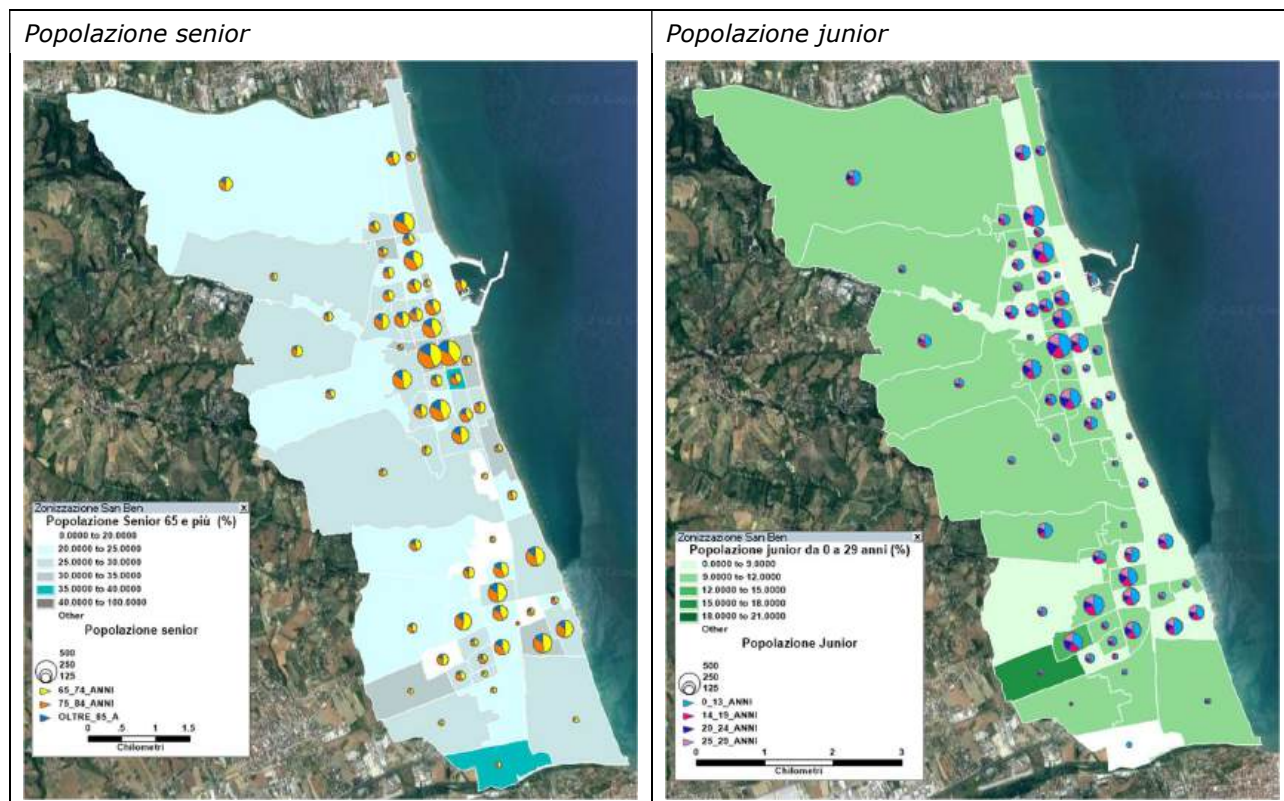 Popolazione senior
Zonizzazione San Ben
Popolazione Senior 65 e più (%)
0.0000 to 20.0000
20.0000 to 25.0000
25.0000 to 30.0000
30.0000 to 35.0000
35.0000 to 40.0000
40.0000 to 100.0000
Other
Popolazione senior
500
250
125
65_74_ANNI
75_84_ANNI
OLTRE_85_A
0 .5 1 1.5
Chilometri
Popolazione junior
Zonizzazione San Ben
Popolazione junior da 0 a 29 anni (%)
0.0000 to 9.0000
9.0000 to 12.0000
12.0000 to 15.0000
15.0000 to 18.0000
18.0000 to 21.0000
Other
Popolazione Junior
500
250
125
0_13_ANNI
14_19_ANNI
20_24_ANNI
0 1 2 3
Chilometri